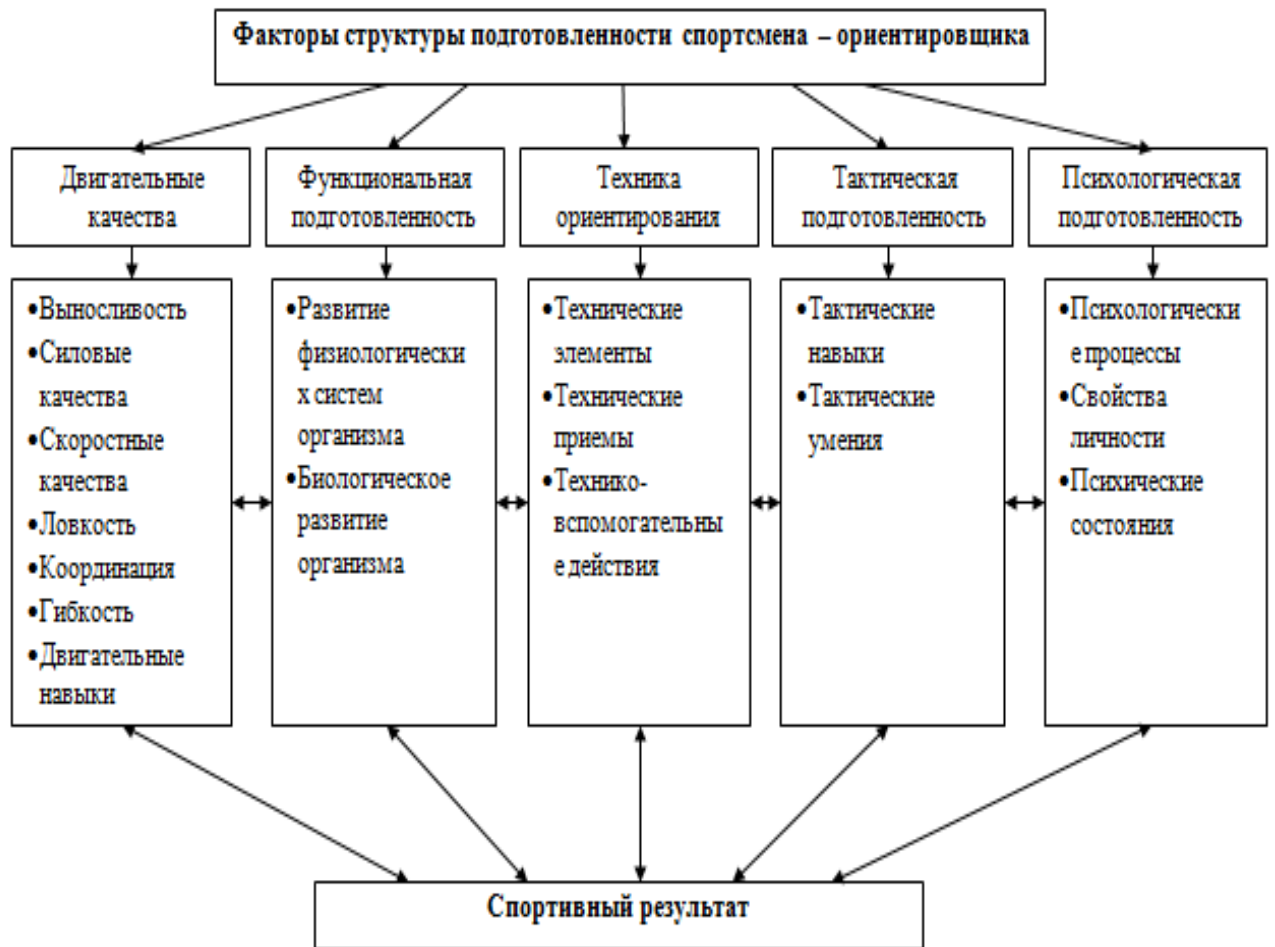 Факторы структуры подготовленности спортсмена – ориентировщика
Двигательные
качества
Функциональная
подготовленность
Техника
ориентирования
Тактическая
подготовленность
Психологическая
подготовленность
•Выносливость
•Силовые
качества
•Скоростные
качества
•Ловкость
•Координация
•Гибкость
•Двигательные
навыки
•Развитие
физиологически
х систем
организма
•Биологическое
развитие
организма
•Технические
элементы
•Технические
приемы
•Технико-
вспомогательны
е действия
•Тактические
навыки
•Тактические
умения
•Психологически
е процессы
•Свойства
личности
•Психические
состояния
Спортивный результат